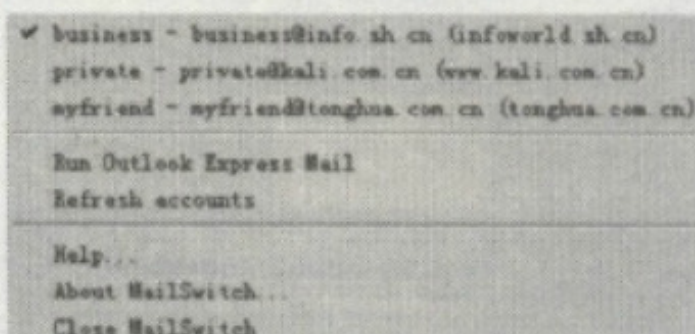 ✔ business - business@info.sh.cn (infoworld.sh.cn)
private - private@kali.com.cn (www.kali.com.cn)
myfriend - myfriend@tonghua.com.cn (tonghua.com.cn)
Run Outlook Express Mail
Refresh accounts
Help...
About MailSwitch...
Close MailSwitch